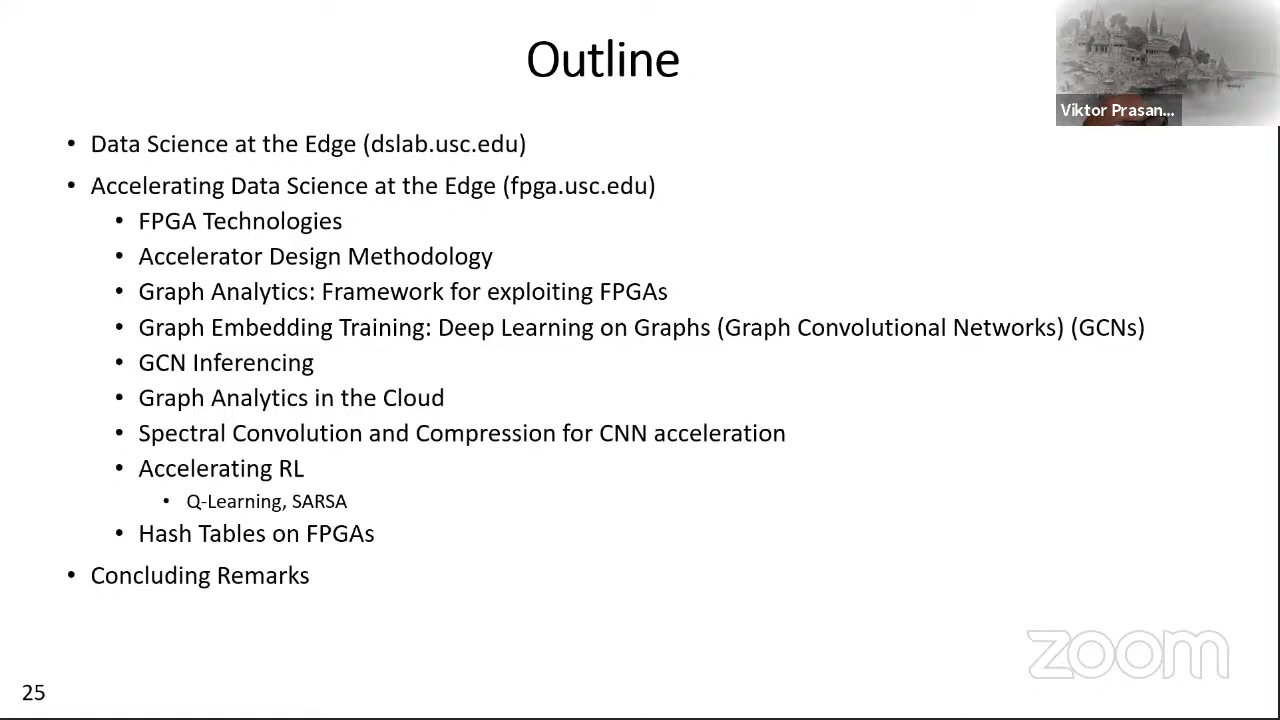 Outline
Viktor Prasan...
• Data Science at the Edge (dslab.usc.edu)
• Accelerating Data Science at the Edge (fpga.usc.edu)
• FPGA Technologies
• Accelerator Design Methodology
• Graph Analytics: Framework for exploiting FPGAs
• Graph Embedding Training: Deep Learning on Graphs (Graph Convolutional Networks) (GCNs)
• GCN Inferencing
• Graph Analytics in the Cloud
• Spectral Convolution and Compression for CNN acceleration
• Accelerating RL
• Q-Learning, SARSA
• Hash Tables on FPGAs
• Concluding Remarks
zoom
25